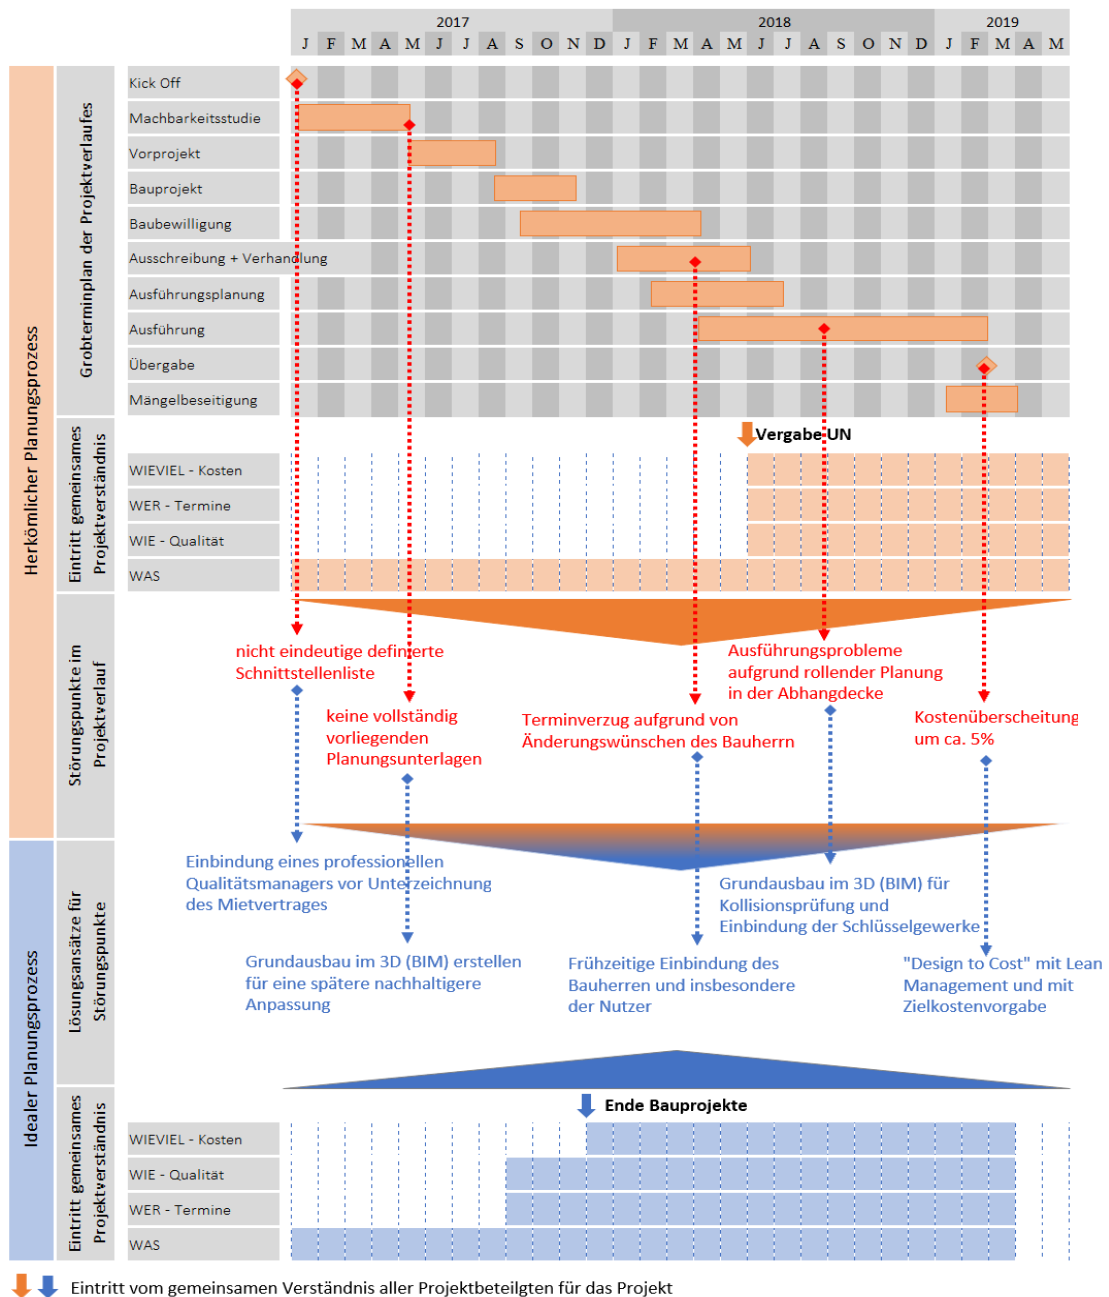 2017 2018 2019
J F M A M J J A S O N D J F M A M J J A S O N D J F M A M
Herkömlicher Planungsprozess
Grobterminplan der Projektverlaufes
Kick Off
Machbarkeitsstudie
Vorprojekt
Bauprojekt
Baubewilligung
Ausschreibung + Verhandlung
Ausführungsplanung
Ausführung
Übergabe
Mängelbeseitigung
Vergabe UN
Eintritt gemeinsames
Projektverständnis
WIEVIEL - Kosten
WER - Termine
WIE - Qualität
WAS
Störungspunkte im
Projektverlauf
nicht eindeutige definierte
Schnittstellenliste
keine vollständig
vorliegenden
Planungsunterlagen
Terminverzug aufgrund von
Änderungswünschen des Bauherrn
Ausführungsprobleme
aufgrund rollender Planung
in der Abhangdecke
Kostenüberscheitung
um ca. 5%
Idealer Planungsprozess
Lösungsansätze für
Störungspunkte
Einbindung eines professionellen
Qualitätsmanagers vor Unterzeichnung
des Mietvertrages
Grundausbau im 3D (BIM) erstellen
für eine spätere nachhaltigere
Anpassung
Frühzeitige Einbindung des
Bauherren und insbesondere
der Nutzer
Grundausbau im 3D (BIM) für
Kollisionsprüfung und
Einbindung der Schlüsselgewerke
"Design to Cost" mit Lean
Management und mit
Zielkostenvorgabe
Ende Bauprojekte
Eintritt gemeinsames
Projektverständnis
WIEVIEL - Kosten
WIE - Qualität
WER - Termine
WAS
Eintritt vom gemeinsamen Verständnis aller Projektbeteilgten für das Projekt